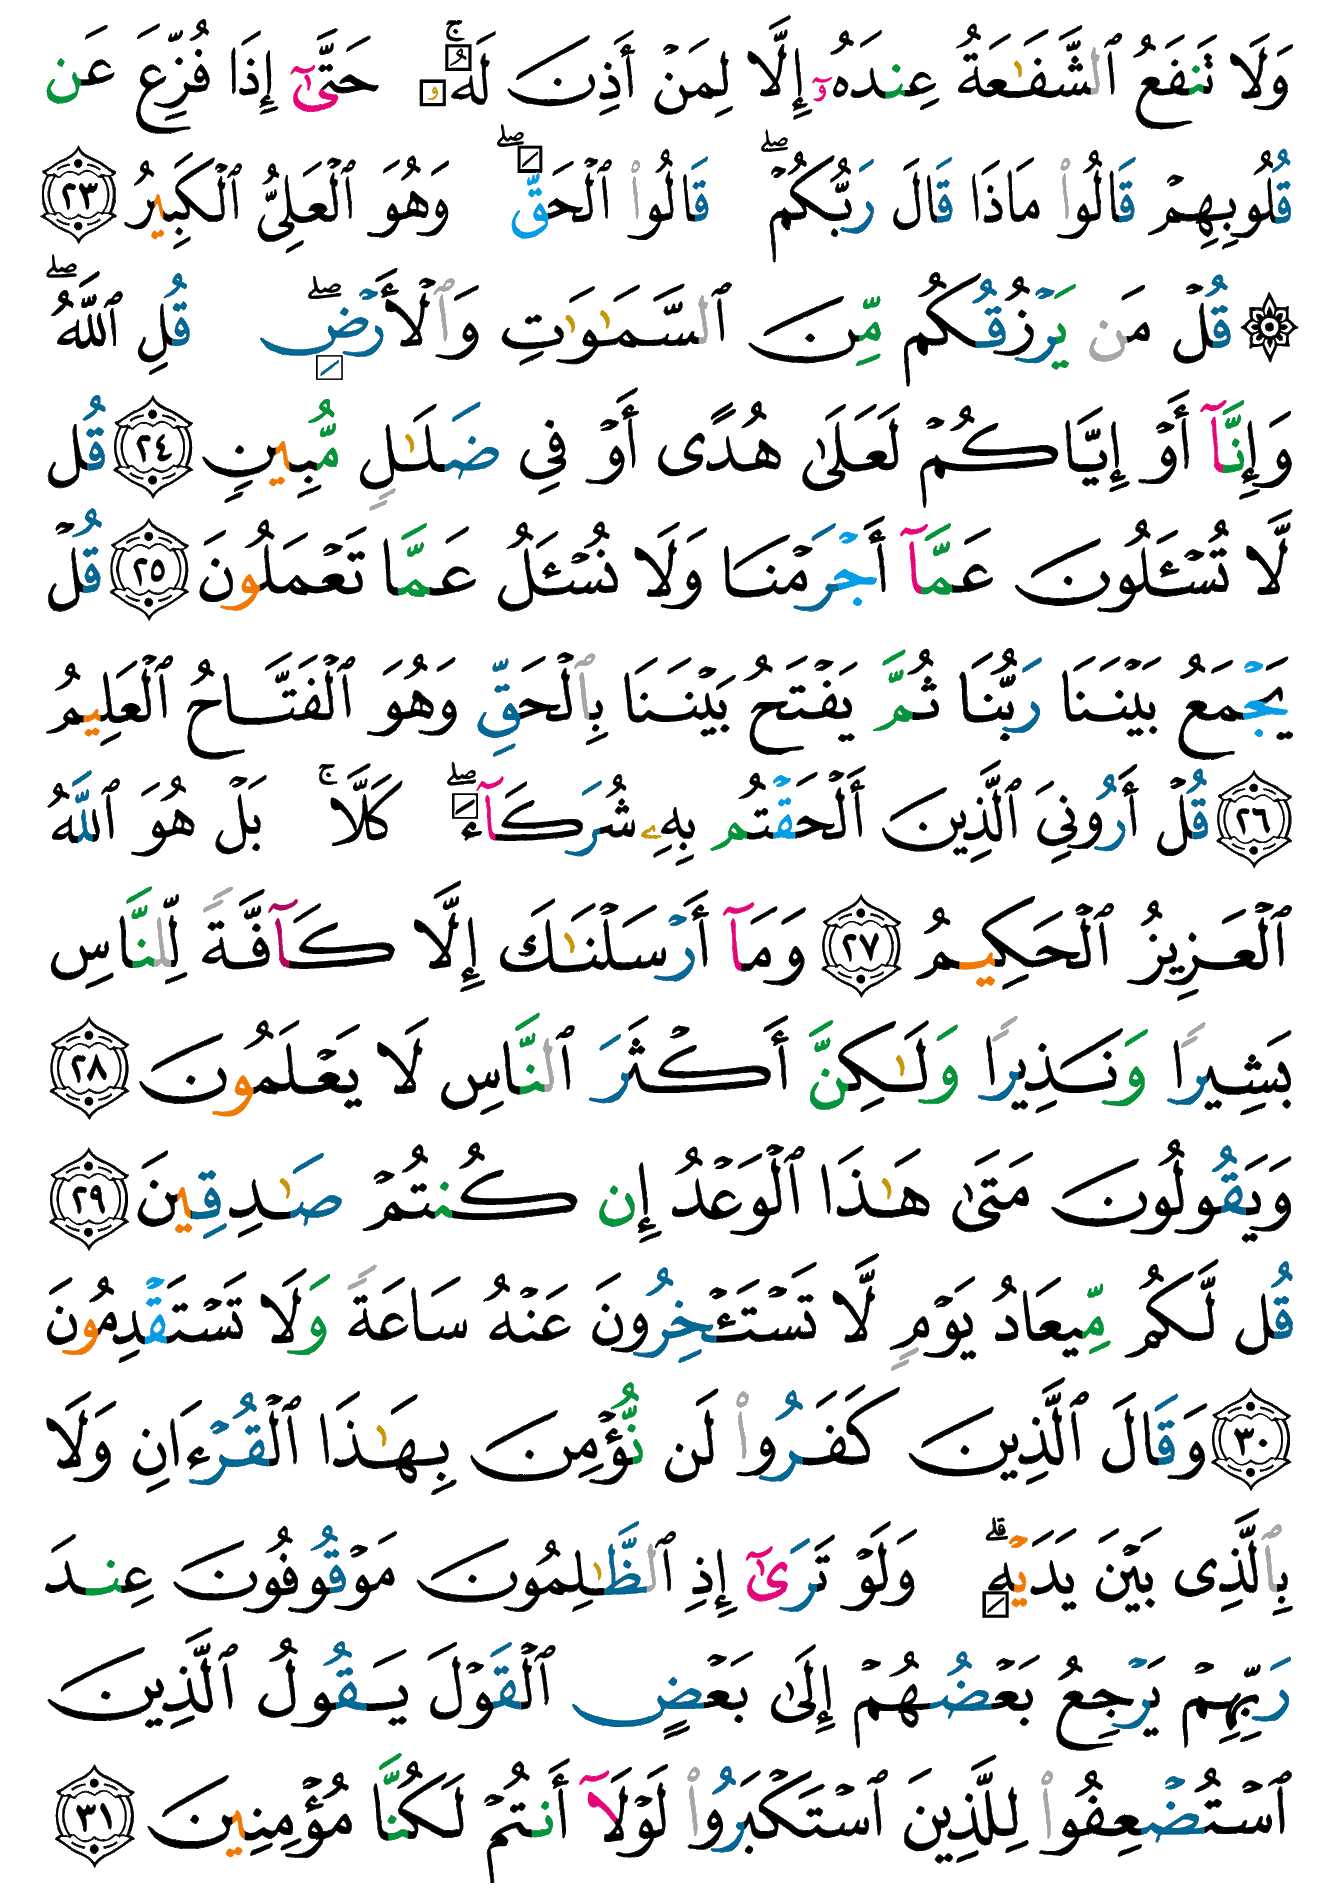 وَلَا تَنفَعُ ٱلشَّفَٰعَةُ عِندَهُۥٓ إِلَّا لِمَنْ أَذِنَ لَهُۥ ۚ حَتَّىٰٓ إِذَا فُزِّعَ عَن
قُلُوبِهِمْ قَالُوا۟ مَاذَا قَالَ رَبُّكُمْ ۖ قَالُوا۟ ٱلْحَقَّ ۖ وَهُوَ ٱلْعَلِىُّ ٱلْكَبِيرُ ٢٣
۞ قُلْ مَن يَرْزُقُكُم مِّنَ ٱلسَّمَٰوَٰتِ وَٱلْأَرْضِ ۖ قُلِ ٱللَّهُ ۖ
وَإِنَّآ أَوْ إِيَّاكُمْ لَعَلَىٰ هُدًى أَوْ فِى ضَلَٰلٍ مُّبِينٍ ٢٤ قُل
لَّا تُسْـَٔلُونَ عَمَّآ أَجْرَمْنَا وَلَا نُسْـَٔلُ عَمَّا تَعْمَلُونَ ٢٥ قُلْ
يَجْمَعُ بَيْنَنَا رَبُّنَا ثُمَّ يَفْتَحُ بَيْنَنَا بِٱلْحَقِّ وَهُوَ ٱلْفَتَّاحُ ٱلْعَلِيمُ
٢٦ قُلْ أَرُونِىَ ٱلَّذِينَ أَلْحَقْتُم بِهِۦ شُرَكَآءَ ۖ كَلَّا ۚ بَلْ هُوَ ٱللَّهُ
ٱلْعَزِيزُ ٱلْحَكِيمُ ٢٧ وَمَآ أَرْسَلْنَٰكَ إِلَّا كَآفَّةً لِّلنَّاسِ
بَشِيرًا وَنَذِيرًا وَلَٰكِنَّ أَكْثَرَ ٱلنَّاسِ لَا يَعْلَمُونَ ٢٨
وَيَقُولُونَ مَتَىٰ هَٰذَا ٱلْوَعْدُ إِن كُنتُمْ صَٰدِقِينَ ٢٩
قُل لَّكُم مِّيعَادُ يَوْمٍ لَّا تَسْتَـْٔخِرُونَ عَنْهُ سَاعَةً وَلَا تَسْتَقْدِمُونَ
٣٠ وَقَالَ ٱلَّذِينَ كَفَرُوا۟ لَن نُّؤْمِنَ بِهَٰذَا ٱلْقُرْءَانِ وَلَا
بِٱلَّذِى بَيْنَ يَدَيْهِ ۗ وَلَوْ تَرَىٰٓ إِذِ ٱلظَّٰلِمُونَ مَوْقُوفُونَ عِندَ
رَبِّهِمْ يَرْجِعُ بَعْضُهُمْ إِلَىٰ بَعْضٍ ٱلْقَوْلَ يَقُولُ ٱلَّذِينَ
ٱسْتُضْعِفُوا۟ لِلَّذِينَ ٱسْتَكْبَرُوا۟ لَوْلَآ أَنتُمْ لَكُنَّا مُؤْمِنِينَ ٣١